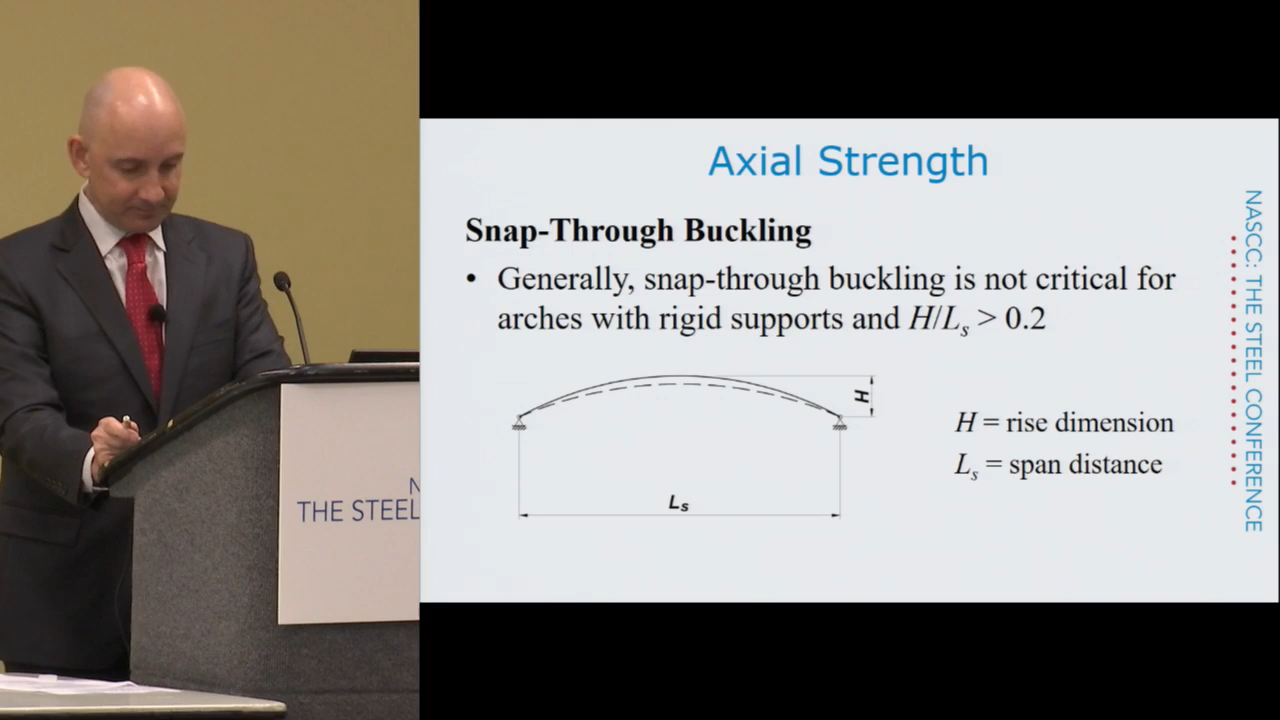 Axial Strength
Snap-Through Buckling
• Generally, snap-through buckling is not critical for
arches with rigid supports and H/Ls > 0.2
H
Ls
H = rise dimension
Ls = span distance
NASCC: THE STEEL CONFERENCE
N
THE STEEL